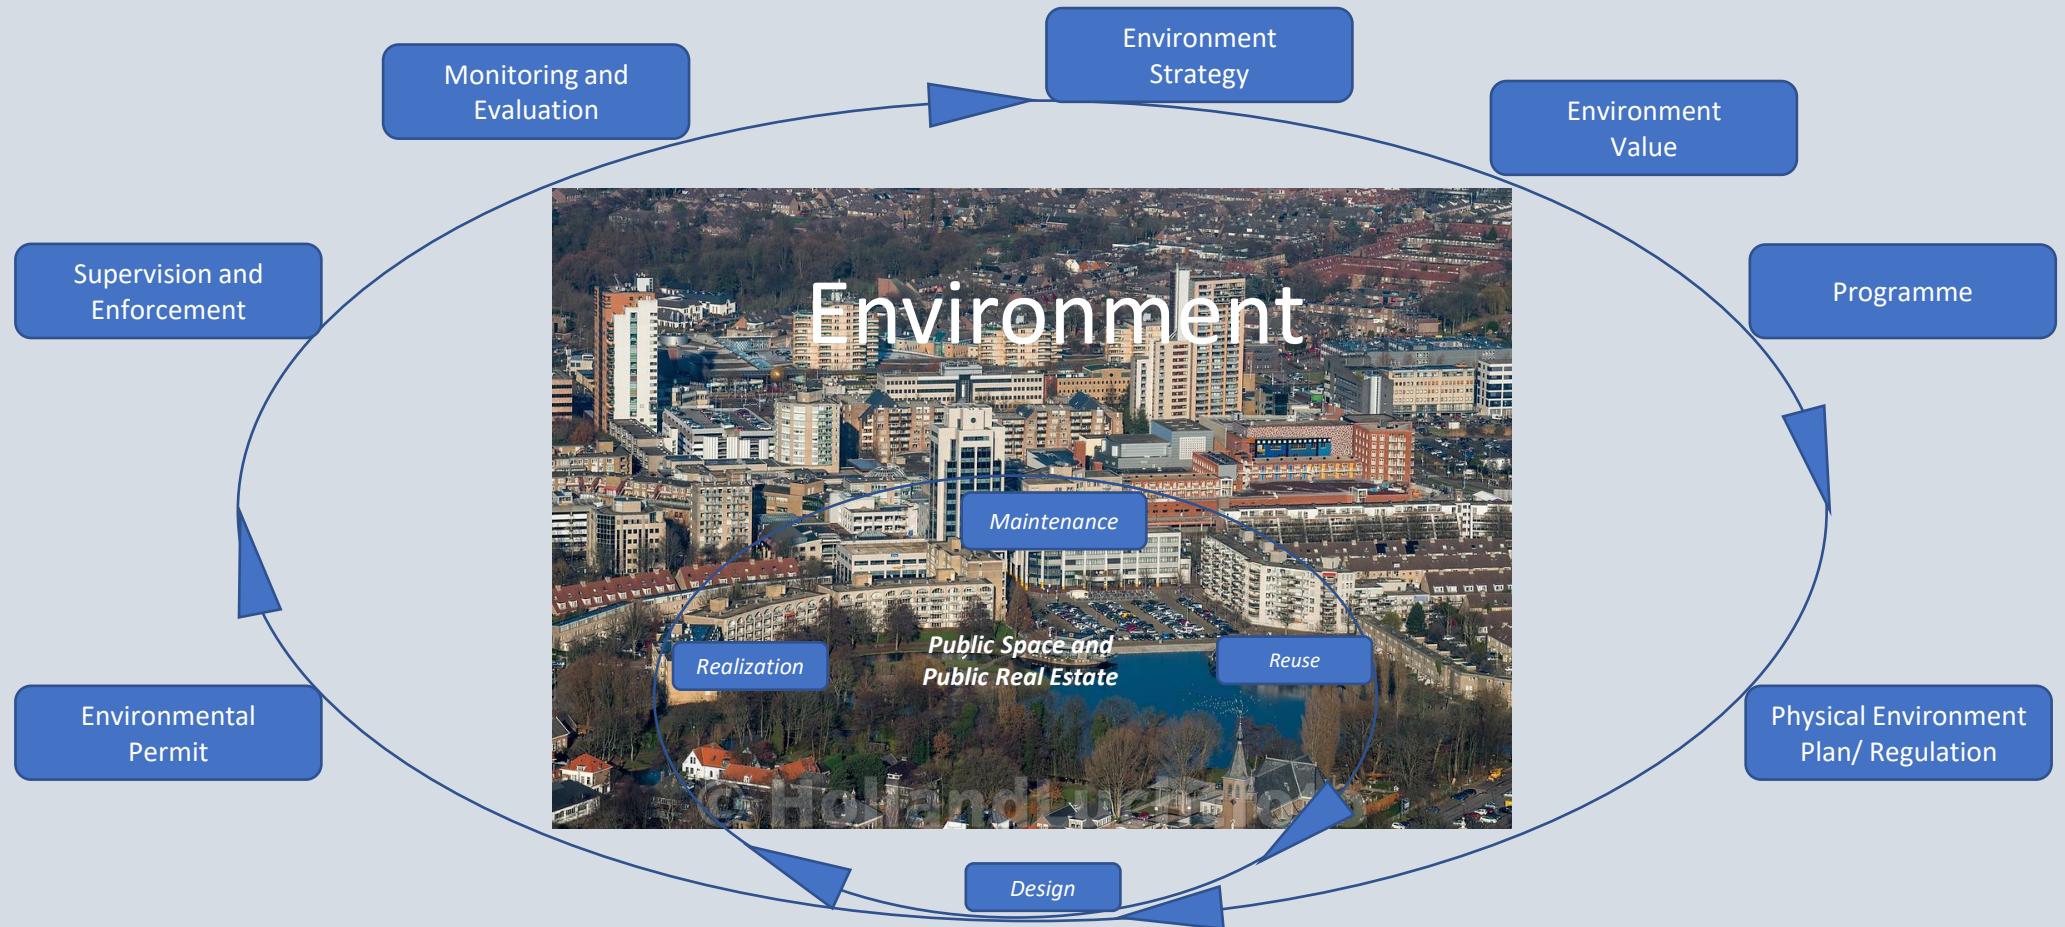 Environment
Strategy
Monitoring and
Evaluation
Environment
Value
Supervision and
Enforcement
Programme
Environment
Maintenance
Public Space and
Public Real Estate
Realization
Reuse
Environmental
Permit
Physical Environment
Plan/ Regulation
© HollandLuchtfoto
Design